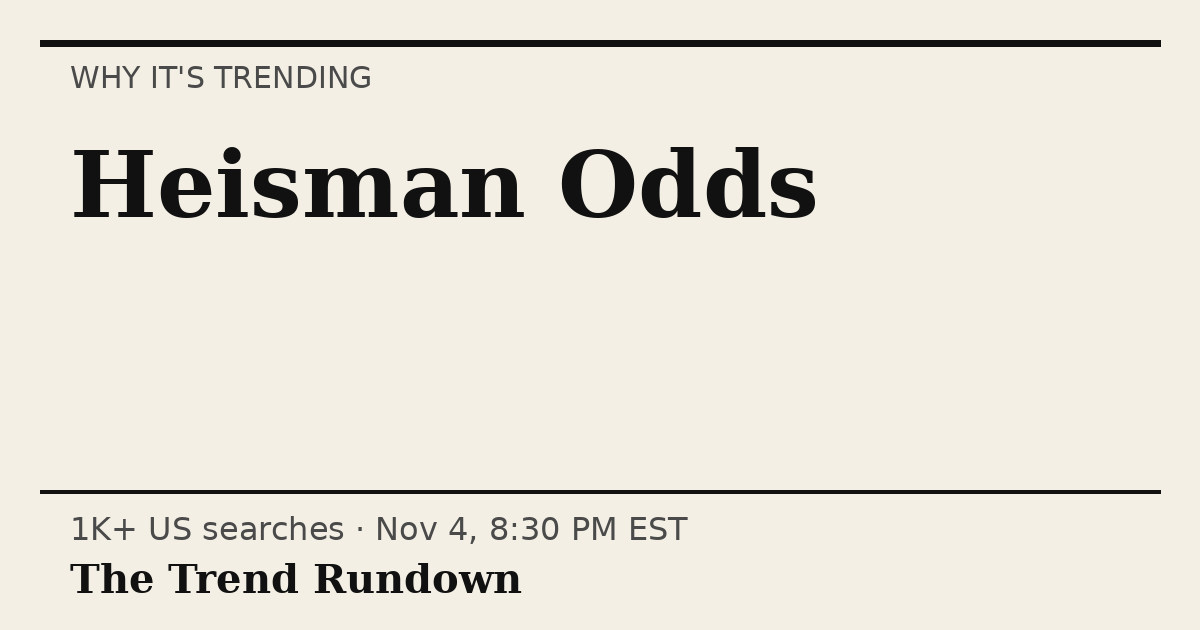 WHY IT'S TRENDING
Heisman Odds
1K+ US searches · Nov 4, 8:30 PM EST
The Trend Rundown